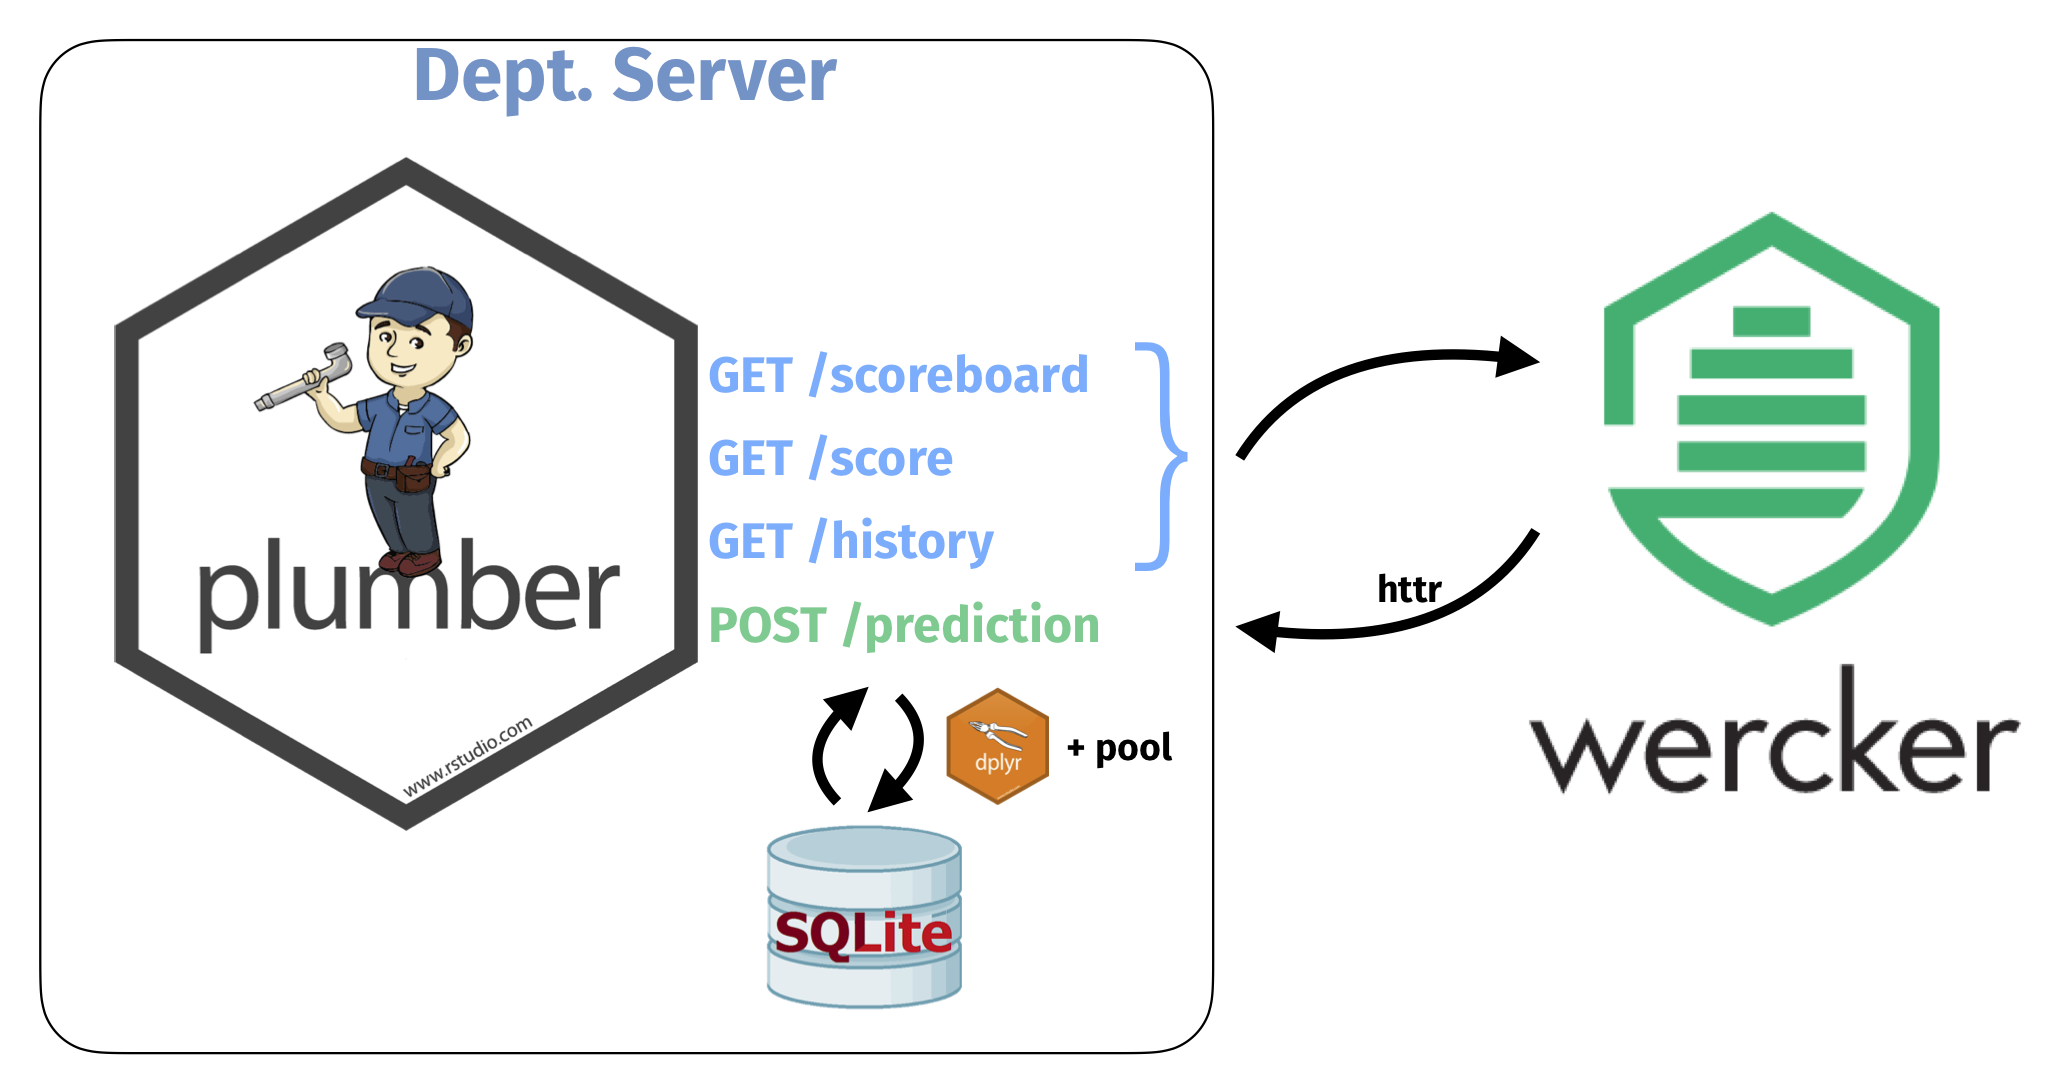 Dept. Server
GET /scoreboard
GET /score
GET /history
POST /prediction
plumber
www.rstudio.com
dplyr
+ pool
SQLite
httr
wercker